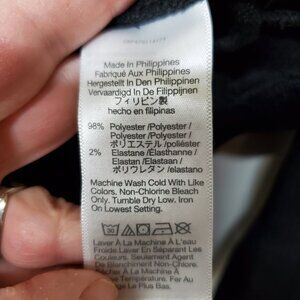 Made In Philippines
Fabriqué Aux Philippines
Hergestellt In Den Philippinen
Vervaardigd In De Filippijnen
フィリピン製
hecho en filipinas
98% Polyester /Polyester /
Polyester /Polyester /
ポリエステル /poliéster
2% Elastane /Elasthanne /
Elastan /Elastaan /
ポリウレタン /elastano
Machine Wash Cold With Like
Colors. Non-Chlorine Bleach
Only. Tumble Dry Low. Iron
on Lowest Setting.
Laver À La Machine À L'eau
Froide Laver En Séparant Les
Couleurs. Seulement Agent
De Blanchiment Non-Chloré.
Sécher À La Machine À
Température. Fer Au
Plus Bas.